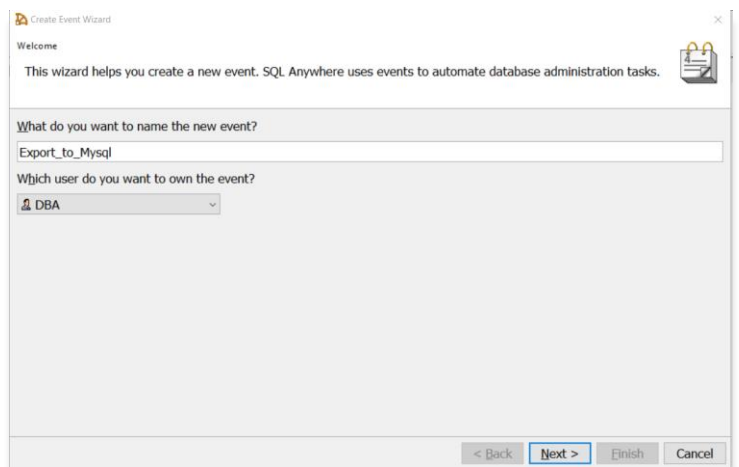 Create Event Wizard
Welcome
This wizard helps you create a new event. SQL Anywhere uses events to automate database administration tasks.
What do you want to name the new event?
Export_to_Mysql
Which user do you want to own the event?
DBA
< Back Next > Finish Cancel